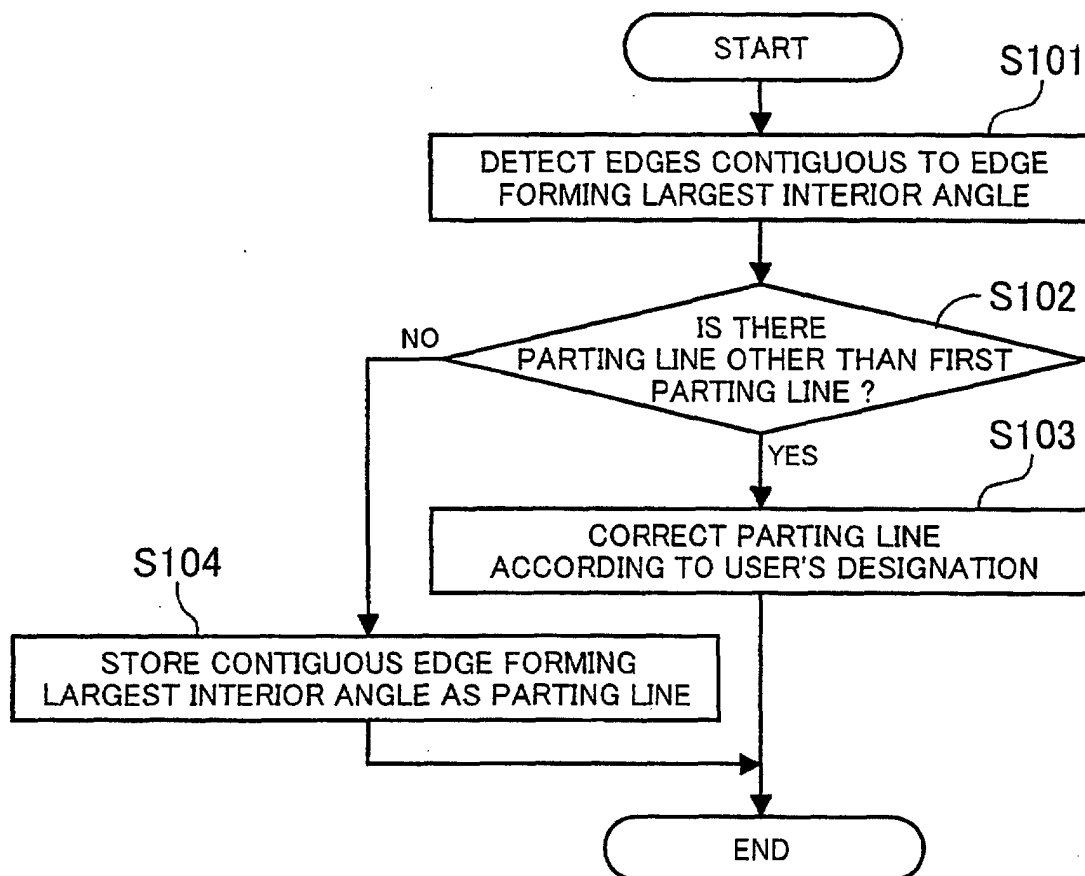 START
S101
DETECT EDGES CONTIGUOUS TO EDGE
FORMING LARGEST INTERIOR ANGLE
S102
IS THERE
PARTING LINE OTHER THAN FIRST
PARTING LINE ?
NO
YES
S103
CORRECT PARTING LINE
ACCORDING TO USER'S DESIGNATION
S104
STORE CONTIGUOUS EDGE FORMING
LARGEST INTERIOR ANGLE AS PARTING LINE
END